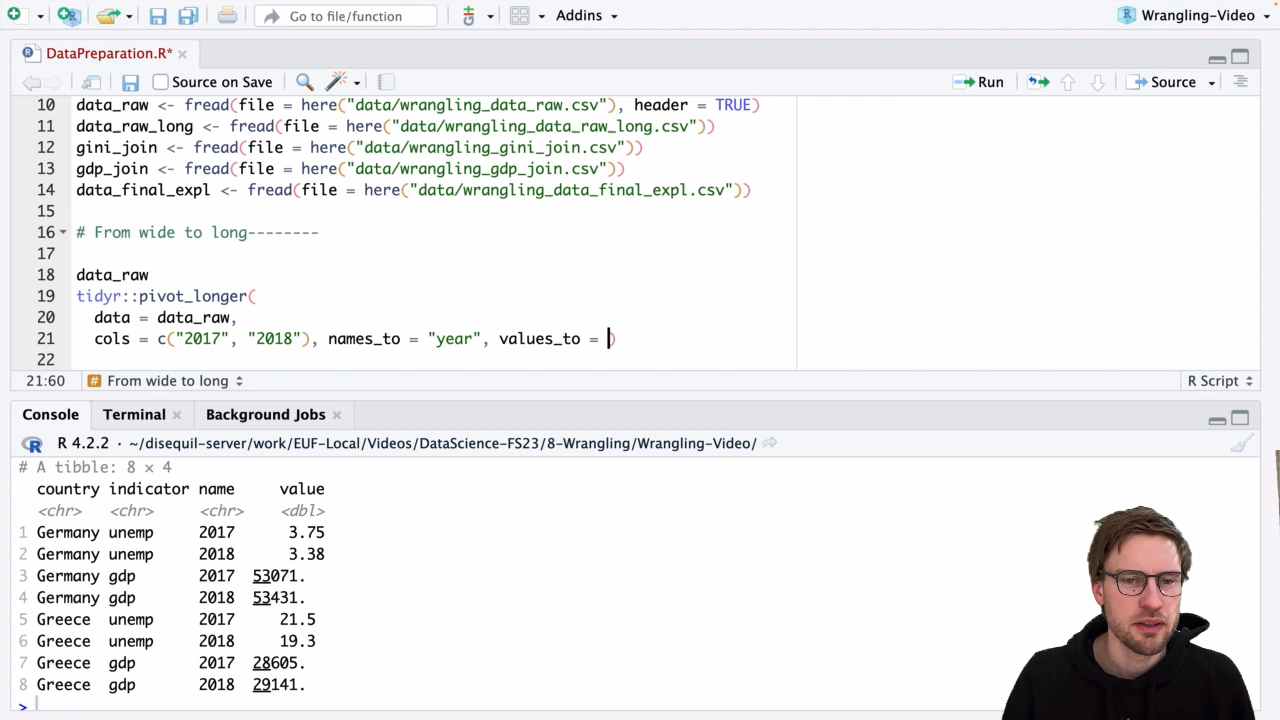 Go to file/function
Addins
Wrangling-Video
DataPreparation.R*
Source on Save
Run
Source
10 data_raw <- fread(file = here("data/wrangling_data_raw.csv"), header = TRUE)
11 data_raw_long <- fread(file = here("data/wrangling_data_raw_long.csv"))
12 gini_join <- fread(file = here("data/wrangling_gini_join.csv"))
13 gdp_join <- fread(file = here("data/wrangling_gdp_join.csv"))
14 data_final_expl <- fread(file = here("data/wrangling_data_final_expl.csv"))
15
16 # From wide to long--------
17
18 data_raw
19 tidyr::pivot_longer(
20 data = data_raw,
21 cols = c("2017", "2018"), names_to = "year", values_to = )
22
21:60 # From wide to long R Script
Console Terminal Background Jobs
R 4.2.2 · ~/disequil-server/work/EUF-Local/Videos/DataScience-FS23/8-Wrangling/Wrangling-Video/
# A tibble: 8 × 4
country indicator name value
<chr> <chr> <chr> <dbl>
1 Germany unemp 2017 3.75
2 Germany unemp 2018 3.38
3 Germany gdp 2017 53071.
4 Germany gdp 2018 53431.
5 Greece unemp 2017 21.5
6 Greece unemp 2018 19.3
7 Greece gdp 2017 28605.
8 Greece gdp 2018 29141.
>